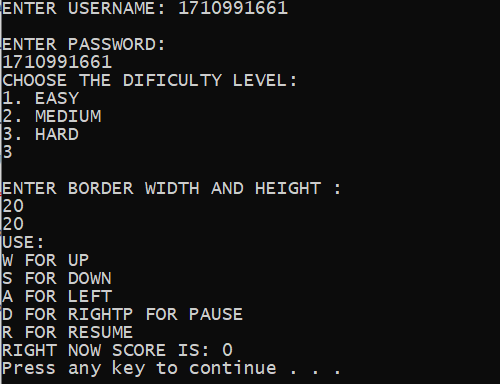 ENTER USERNAME: 1710991661
ENTER PASSWORD:
1710991661
CHOOSE THE DIFICULTY LEVEL:
1. EASY
2. MEDIUM
3. HARD
3
ENTER BORDER WIDTH AND HEIGHT :
20
20
USE:
W FOR UP
S FOR DOWN
A FOR LEFT
D FOR RIGHTP FOR PAUSE
R FOR RESUME
RIGHT NOW SCORE IS: 0
Press any key to continue . . .